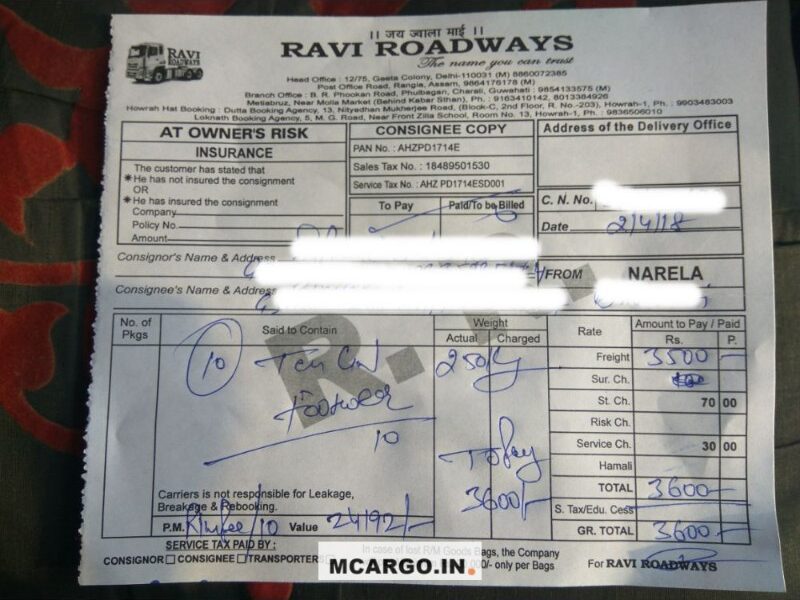 || जय ज्वाला माई ||
RAVI ROADWAYS
RAVI
ROADWAYS
The name you can trust
Head Office : 12/75, Geeta Colony, Delhi-110031 (M) 8860072385
Post Office Road, Rangia, Assam, 9864176178 (M)
Branch Office : B. R. Phookan Road, Phulbagan, Charali, Guwahati : 9854133575 (M)
Metiabruz, Near Molla Market (Behind Kabar Sthan), Ph. : 9163410142, 8013384926
Howrah Hat Booking : Dutta Booking Agency, 13, Nityadhan Mukherjee Road, (Block-C, 2nd Floor, R. No.-203), Howrah-1, Ph. : 9903483003
Loknath Booking Agency, 5, M. G. Road, Near Front Zilla School, Room No. 13, Howrah-1, Ph. : 9836506010
AT OWNER'S RISK
INSURANCE
The customer has stated that
* He has not insured the consignment
OR
* He has insured the consignment
Company
Policy No.
Amount
CONSIGNEE COPY
PAN No. : AHZPD1714E
Sales Tax No. : 18489501530
Service Tax No. : AHZ PD1714ESD001
To Pay Paid/To be Billed
Address of the Delivery Office
C. N. No.
Date 2/4/18
Consignor's Name & Address
Consignee's Name & Address
FROM NARELA
R.
No. of Pkgs
Said to Contain
Weight
Actual Charged
Rate
Amount to Pay / Paid
Rs. P.
10 Ten Ctn 250 Kg
Footwear
10
Freight 3500 -
Sur. Ch.
St. Ch. 70 00
Risk Ch.
Service Ch. 30 00
Hamali
TOTAL 3600 -
S. Tax/Edu. Cess
GR. TOTAL 3600 -
To Pay
3600/-
Carriers is not responsible for Leakage,
Breakage & Rebooking.
P.M. /10 Value 24192/-
SERVICE TAX PAID BY :
CONSIGNOR □ CONSIGNEE □ TRANSPORTER
In case of lost R/M Goods Bags, the Company
/- only per Bags
For RAVI ROADWAYS
MCARGO.IN.